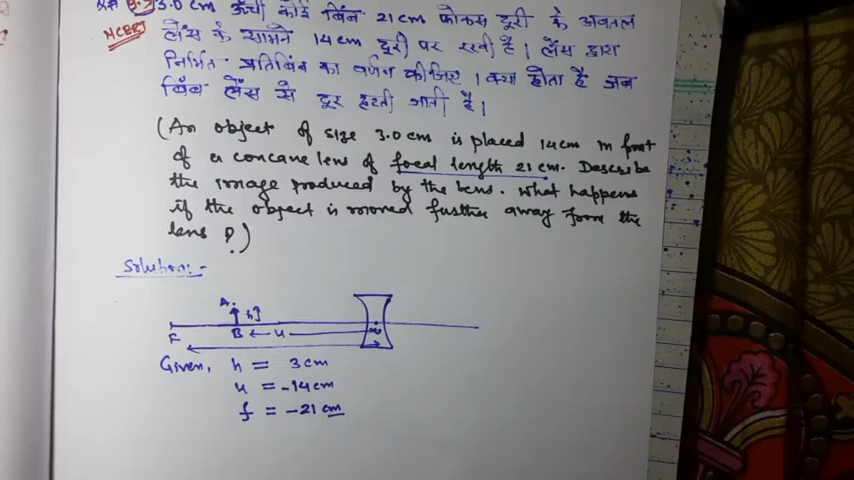 9.7 3.0 cm ऊँची कोई बिंब 21 cm फोकस दूरी के अवतल
NCERT लेंस के सामने 14 cm दूरी पर रखी है। लेंस द्वारा
निर्मित प्रतिबिंब का वर्णन कीजिए। क्या होता है जब
बिंब लेंस से दूर हटती जाती है।
(An object of size 3.0 cm is placed 14 cm in front
of a concave lens of focal length 21 cm. Describe
the image produced by the lens. What happens
if the object is moved further away from the
lens ?)
Solution:-
A h
F B u
Given, h = 3 cm
u = -14 cm
f = -21 cm